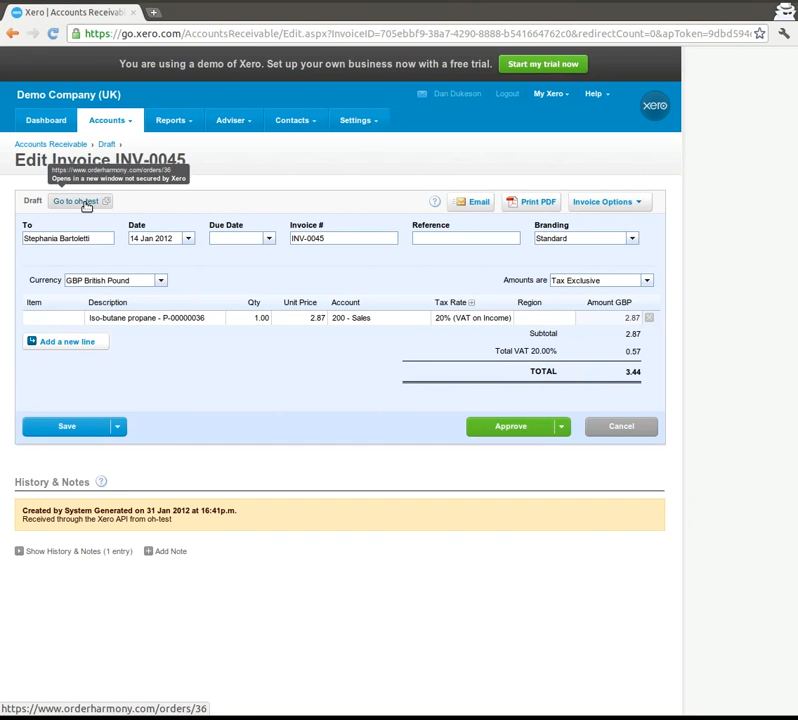 Xero | Accounts Receivabl
https://go.xero.com/AccountsReceivable/Edit.aspx?InvoiceID=705ebbf9-38a7-4290-8888-b541664762c0&redirectCount=0&apToken=9dbd594
You are using a demo of Xero. Set up your own business now with a free trial. Start my trial now
Demo Company (UK) Dan Dukeson Logout My Xero Help
xero
Dashboard Accounts Reports Adviser Contacts Settings
Accounts Receivable › Draft ›
Edit Invoice INV-0045
https://www.orderharmony.com/orders/36
Opens in a new window not secured by Xero
Draft Go to oh-test ? Email Print PDF Invoice Options
To Date Due Date Invoice # Reference Branding
Stephania Bartoletti 14 Jan 2012 INV-0045 Standard
Currency GBP British Pound Amounts are Tax Exclusive
Item Description Qty Unit Price Account Tax Rate Region Amount GBP
Iso-butane propane - P-00000036 1.00 2.87 200 - Sales 20% (VAT on Income) 2.87
Subtotal 2.87
Add a new line
Total VAT 20.00% 0.57
TOTAL 3.44
Save Approve Cancel
History & Notes ?
Created by System Generated on 31 Jan 2012 at 16:41p.m.
Received through the Xero API from oh-test
Show History & Notes (1 entry) Add Note
https://www.orderharmony.com/orders/36